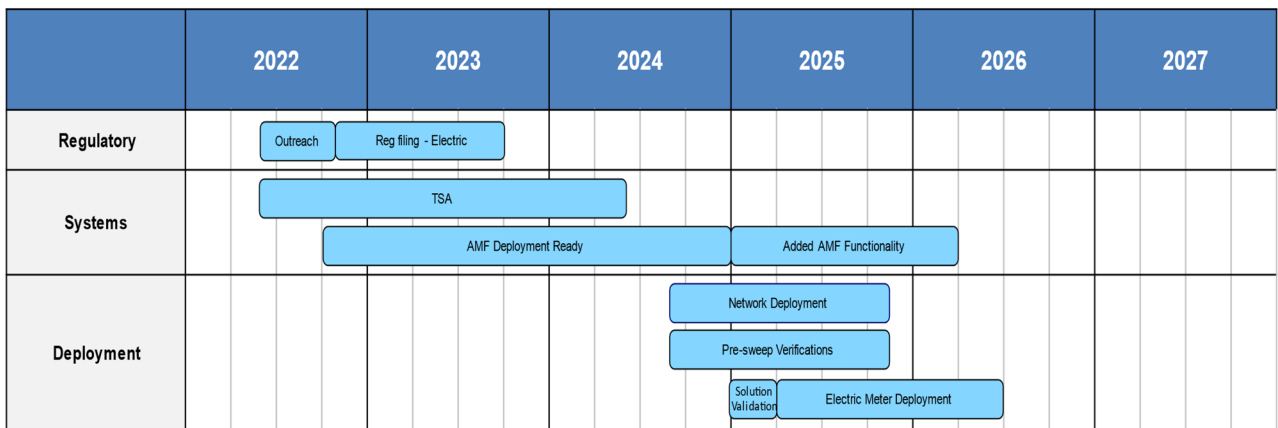 2022 2023 2024 2025 2026 2027
Regulatory
Outreach
Reg filing - Electric
Systems
TSA
AMF Deployment Ready
Added AMF Functionality
Deployment
Network Deployment
Pre-sweep Verifications
Solution
Validation
Electric Meter Deployment